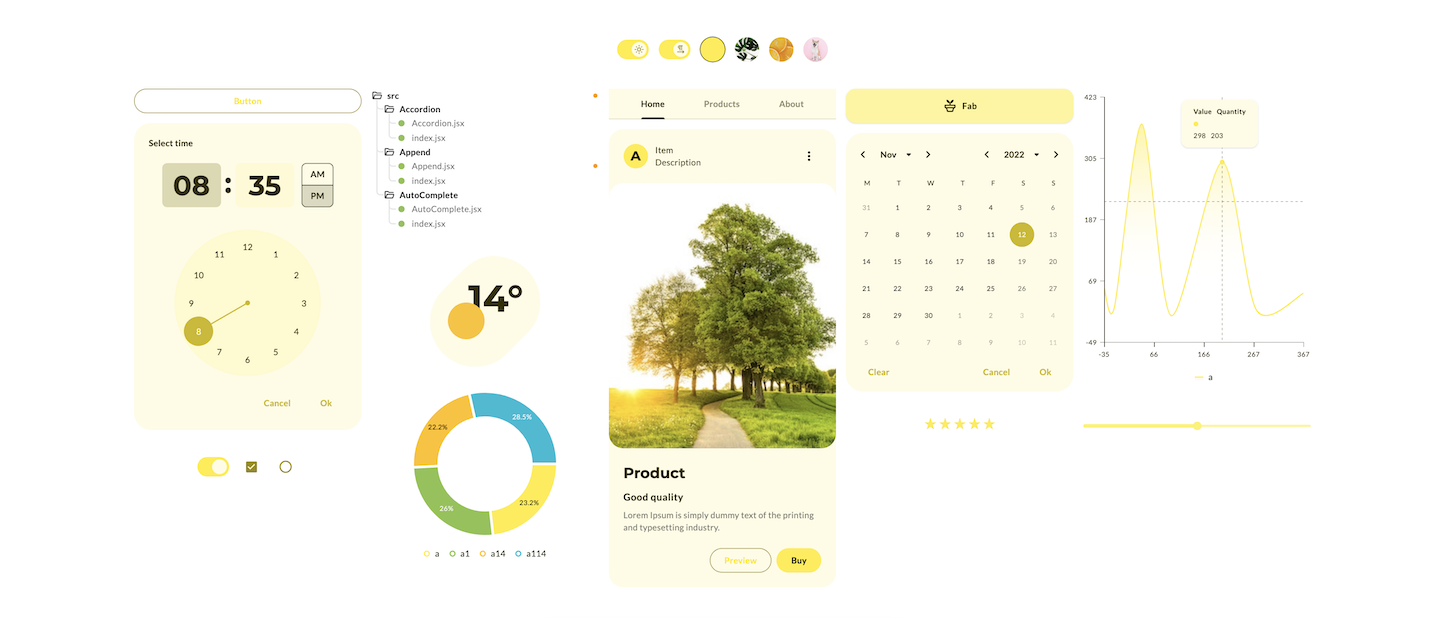 Button
Select time
08 : 35
AM
PM
12
11 1
10 2
9 3
8 4
7 5
6
Cancel Ok
src
Accordion
Accordion.jsx
index.jsx
Append
Append.jsx
index.jsx
AutoComplete
AutoComplete.jsx
index.jsx
14°
28.5%
22.2%
26%
23.2%
a a1 a14 a114
Home Products About
A
Item
Description
Product
Good quality
Lorem Ipsum is simply dummy text of the printing
and typesetting industry.
Preview Buy
Fab
Nov 2022
M T W T F S S
31 1 2 3 4 5 6
7 8 9 10 11 12 13
14 15 16 17 18 19 20
21 22 23 24 25 26 27
28 29 30 1 2 3 4
5 6 7 8 9 10 11
Clear Cancel Ok
423
305
187
69
-49
-35 66 166 267 367
Value Quantity
298 203
a